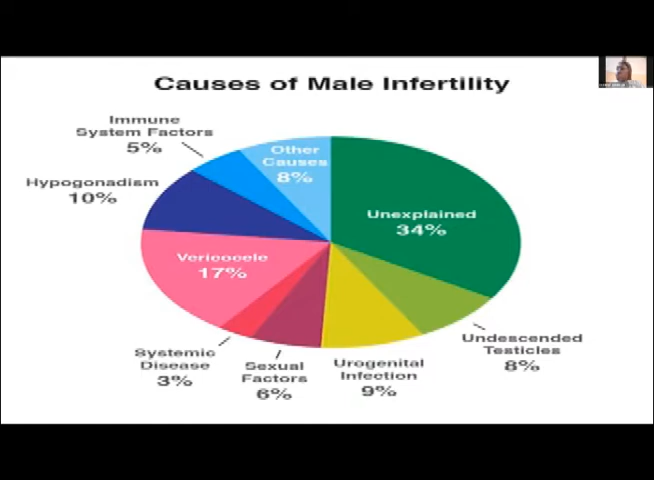 Causes of Male Infertility
Immune
System Factors
5%
Other
Causes
8%
Hypogonadism
10%
Unexplained
34%
Vericocele
17%
Undescended
Testicles
8%
Systemic
Disease
3%
Sexual
Factors
6%
Urogenital
Infection
9%